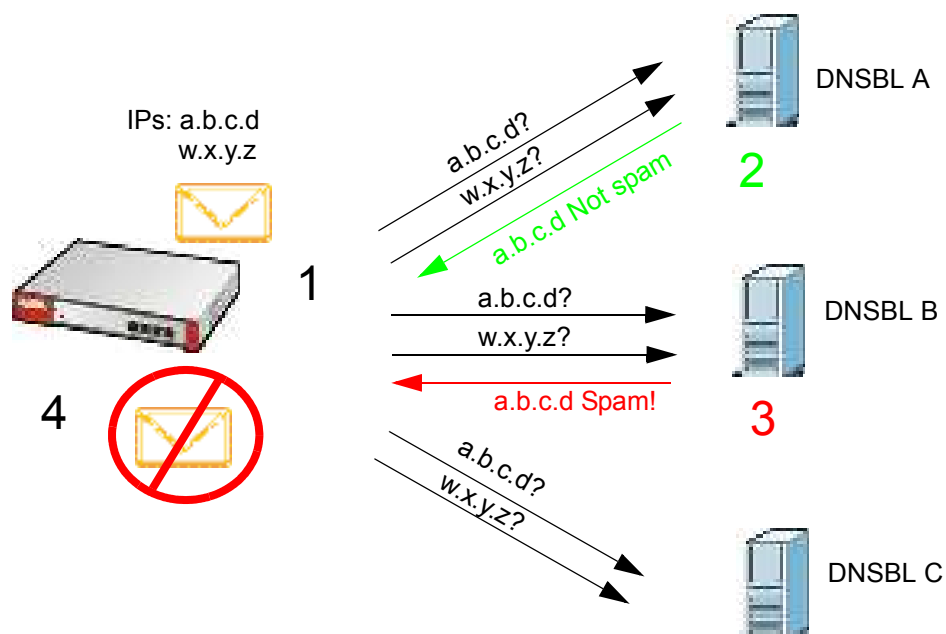 DNSBL A
IPs: a.b.c.d
w.x.y.z
a.b.c.d?
w.x.y.z?
a.b.c.d Not spam
2
1
a.b.c.d?
DNSBL B
w.x.y.z?
a.b.c.d Spam!
3
4
a.b.c.d?
w.x.y.z?
DNSBL C